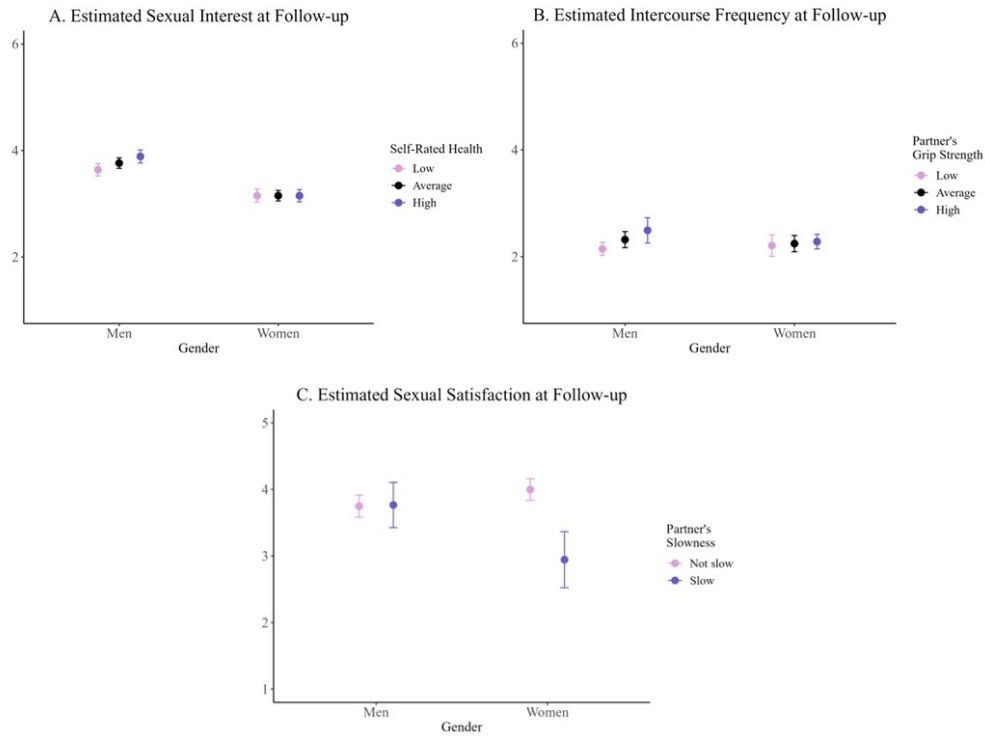 A. Estimated Sexual Interest at Follow-up
6
4
2
Men
Women
Gender
Self-Rated Health
Low
Average
High
B. Estimated Intercourse Frequency at Follow-up
6
4
2
Men
Women
Gender
Partner's
Grip Strength
Low
Average
High
C. Estimated Sexual Satisfaction at Follow-up
5
4
3
2
1
Men
Women
Gender
Partner's
Slowness
Not slow
Slow